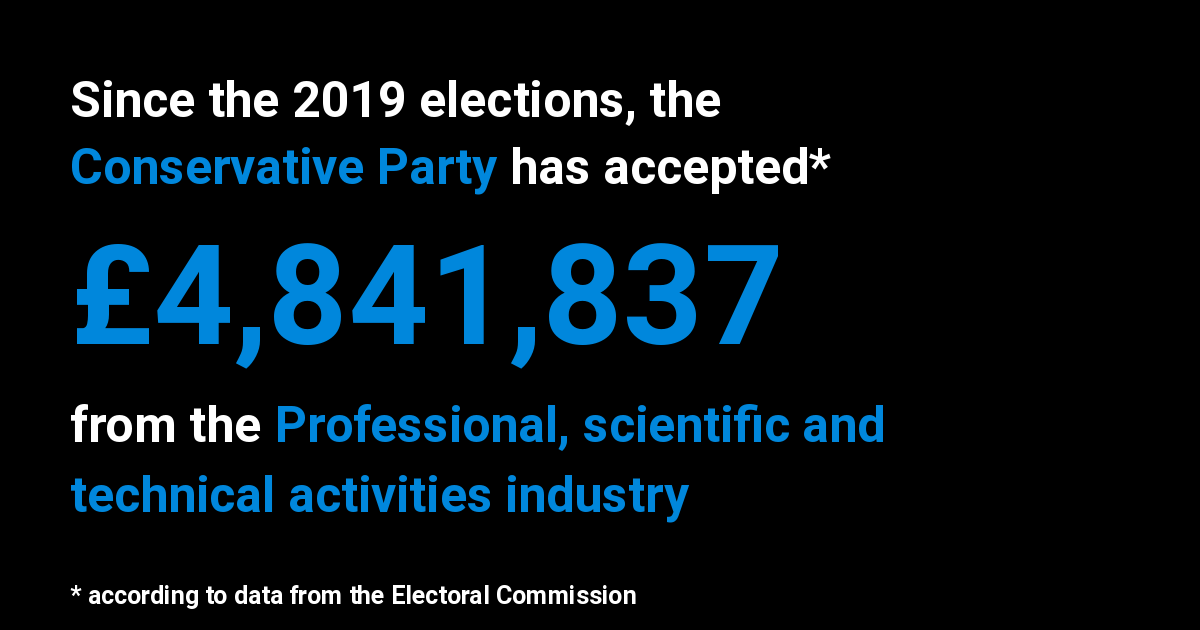 Since the 2019 elections, the
Conservative Party has accepted*
£4,841,837
from the Professional, scientific and
technical activities industry
* according to data from the Electoral Commission